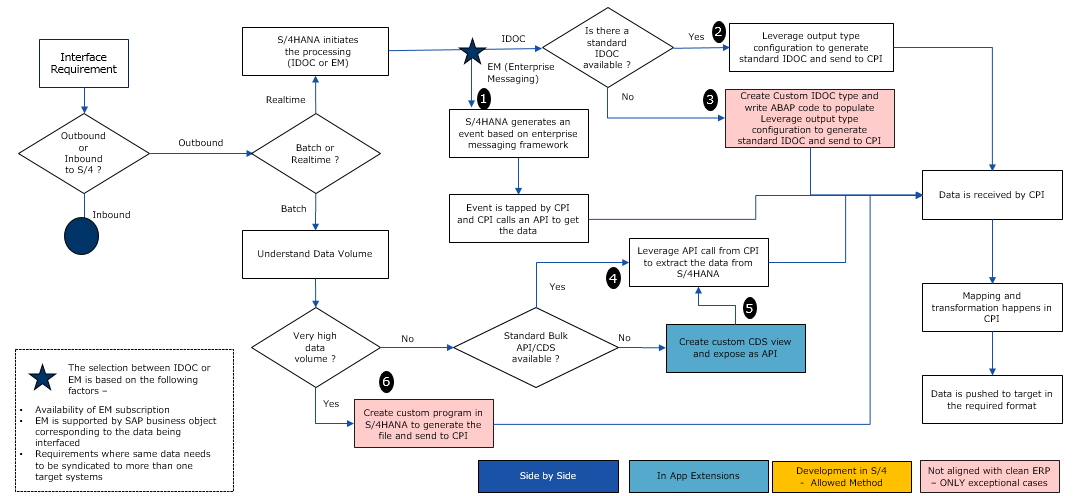 Interface
Requirement
Outbound
or
Inbound
to S/4 ?
Inbound
Outbound
S/4HANA initiates
the processing
(IDOC or EM)
Realtime
Batch or
Realtime ?
Batch
Understand Data Volume
Very high
data
volume ?
No
Yes
IDOC
EM (Enterprise
Messaging)
1
S/4HANA generates an
event based on enterprise
messaging framework
Event is tapped by CPI
and CPI calls an API to get
the data
Is there a
standard
IDOC
available ?
Yes
2
Leverage output type
configuration to generate
standard IDOC and send to CPI
No
3
Create Custom IDOC type and
write ABAP code to populate
Leverage output type
configuration to generate
standard IDOC and send to CPI
Standard Bulk
API/CDS
available ?
Yes
4
Leverage API call from CPI
to extract the data from
S/4HANA
No
5
Create custom CDS view
and expose as API
6
Create custom program in
S/4HANA to generate the
file and send to CPI
Data is received by CPI
Mapping and
transformation happens in
CPI
Data is pushed to target in
the required format
The selection between IDOC or
EM is based on the following
factors –
• Availability of EM subscription
• EM is supported by SAP business object
corresponding to the data being
interfaced
• Requirements where same data needs
to be syndicated to more than one
target systems
Side by Side
In App Extensions
Development in S/4
- Allowed Method
Not aligned with clean ERP
– ONLY exceptional cases